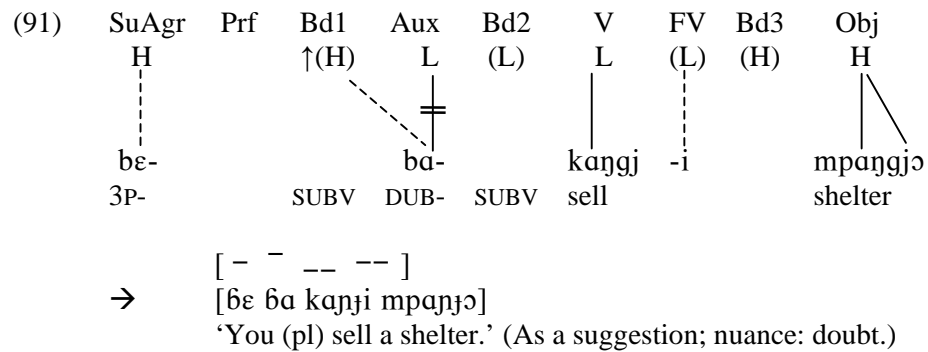 (91) SuAgr Prf Bd1 Aux Bd2 V FV Bd3 Obj
H ↑(H) L (L) L (L) (H) H
bɛ- ba- kaŋgj -i mpaŋgjɔ
3P- SUBV DUB- SUBV sell shelter
[ – ¯ __ –– ]
→ [ɓɛ ɓa kaɲɟi mpaɲɟɔ]
‘You (pl) sell a shelter.’ (As a suggestion; nuance: doubt.)